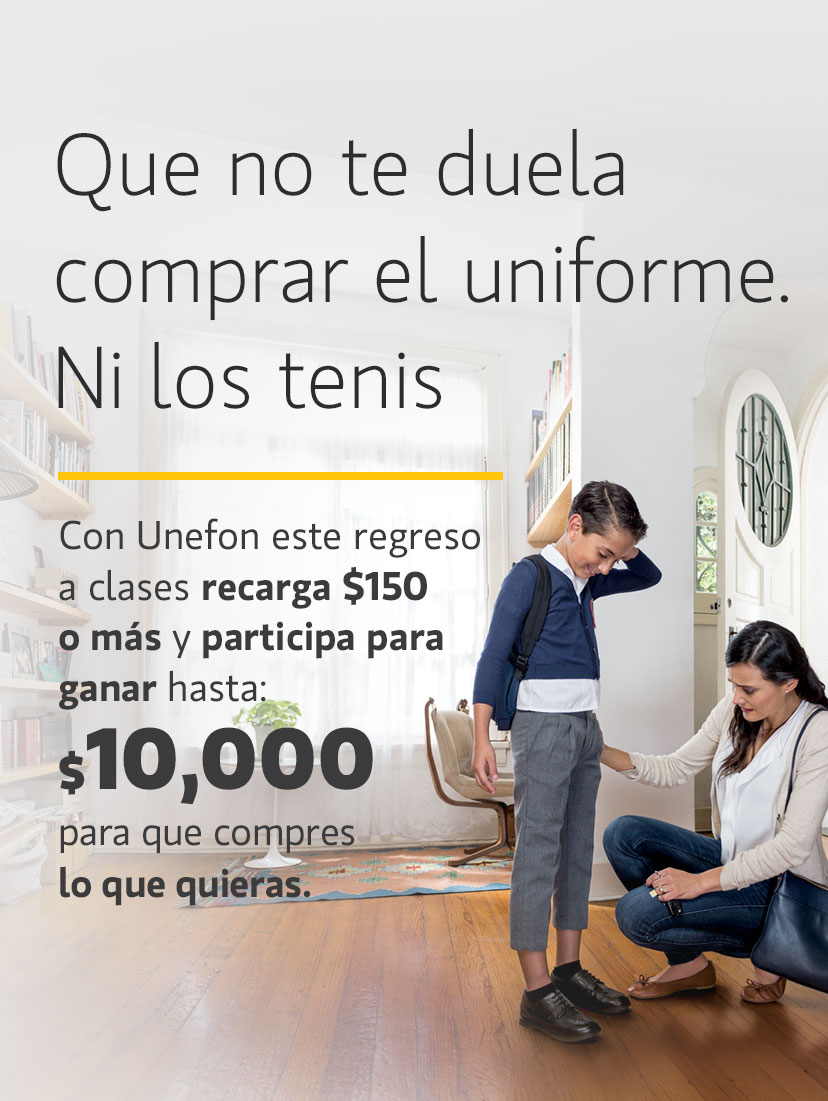 Que no te duela
comprar el uniforme.
Ni los tenis
Con Unefon este regreso
a clases recarga $150
o más y participa para
ganar hasta:
$10,000
para que compres
lo que quieras.